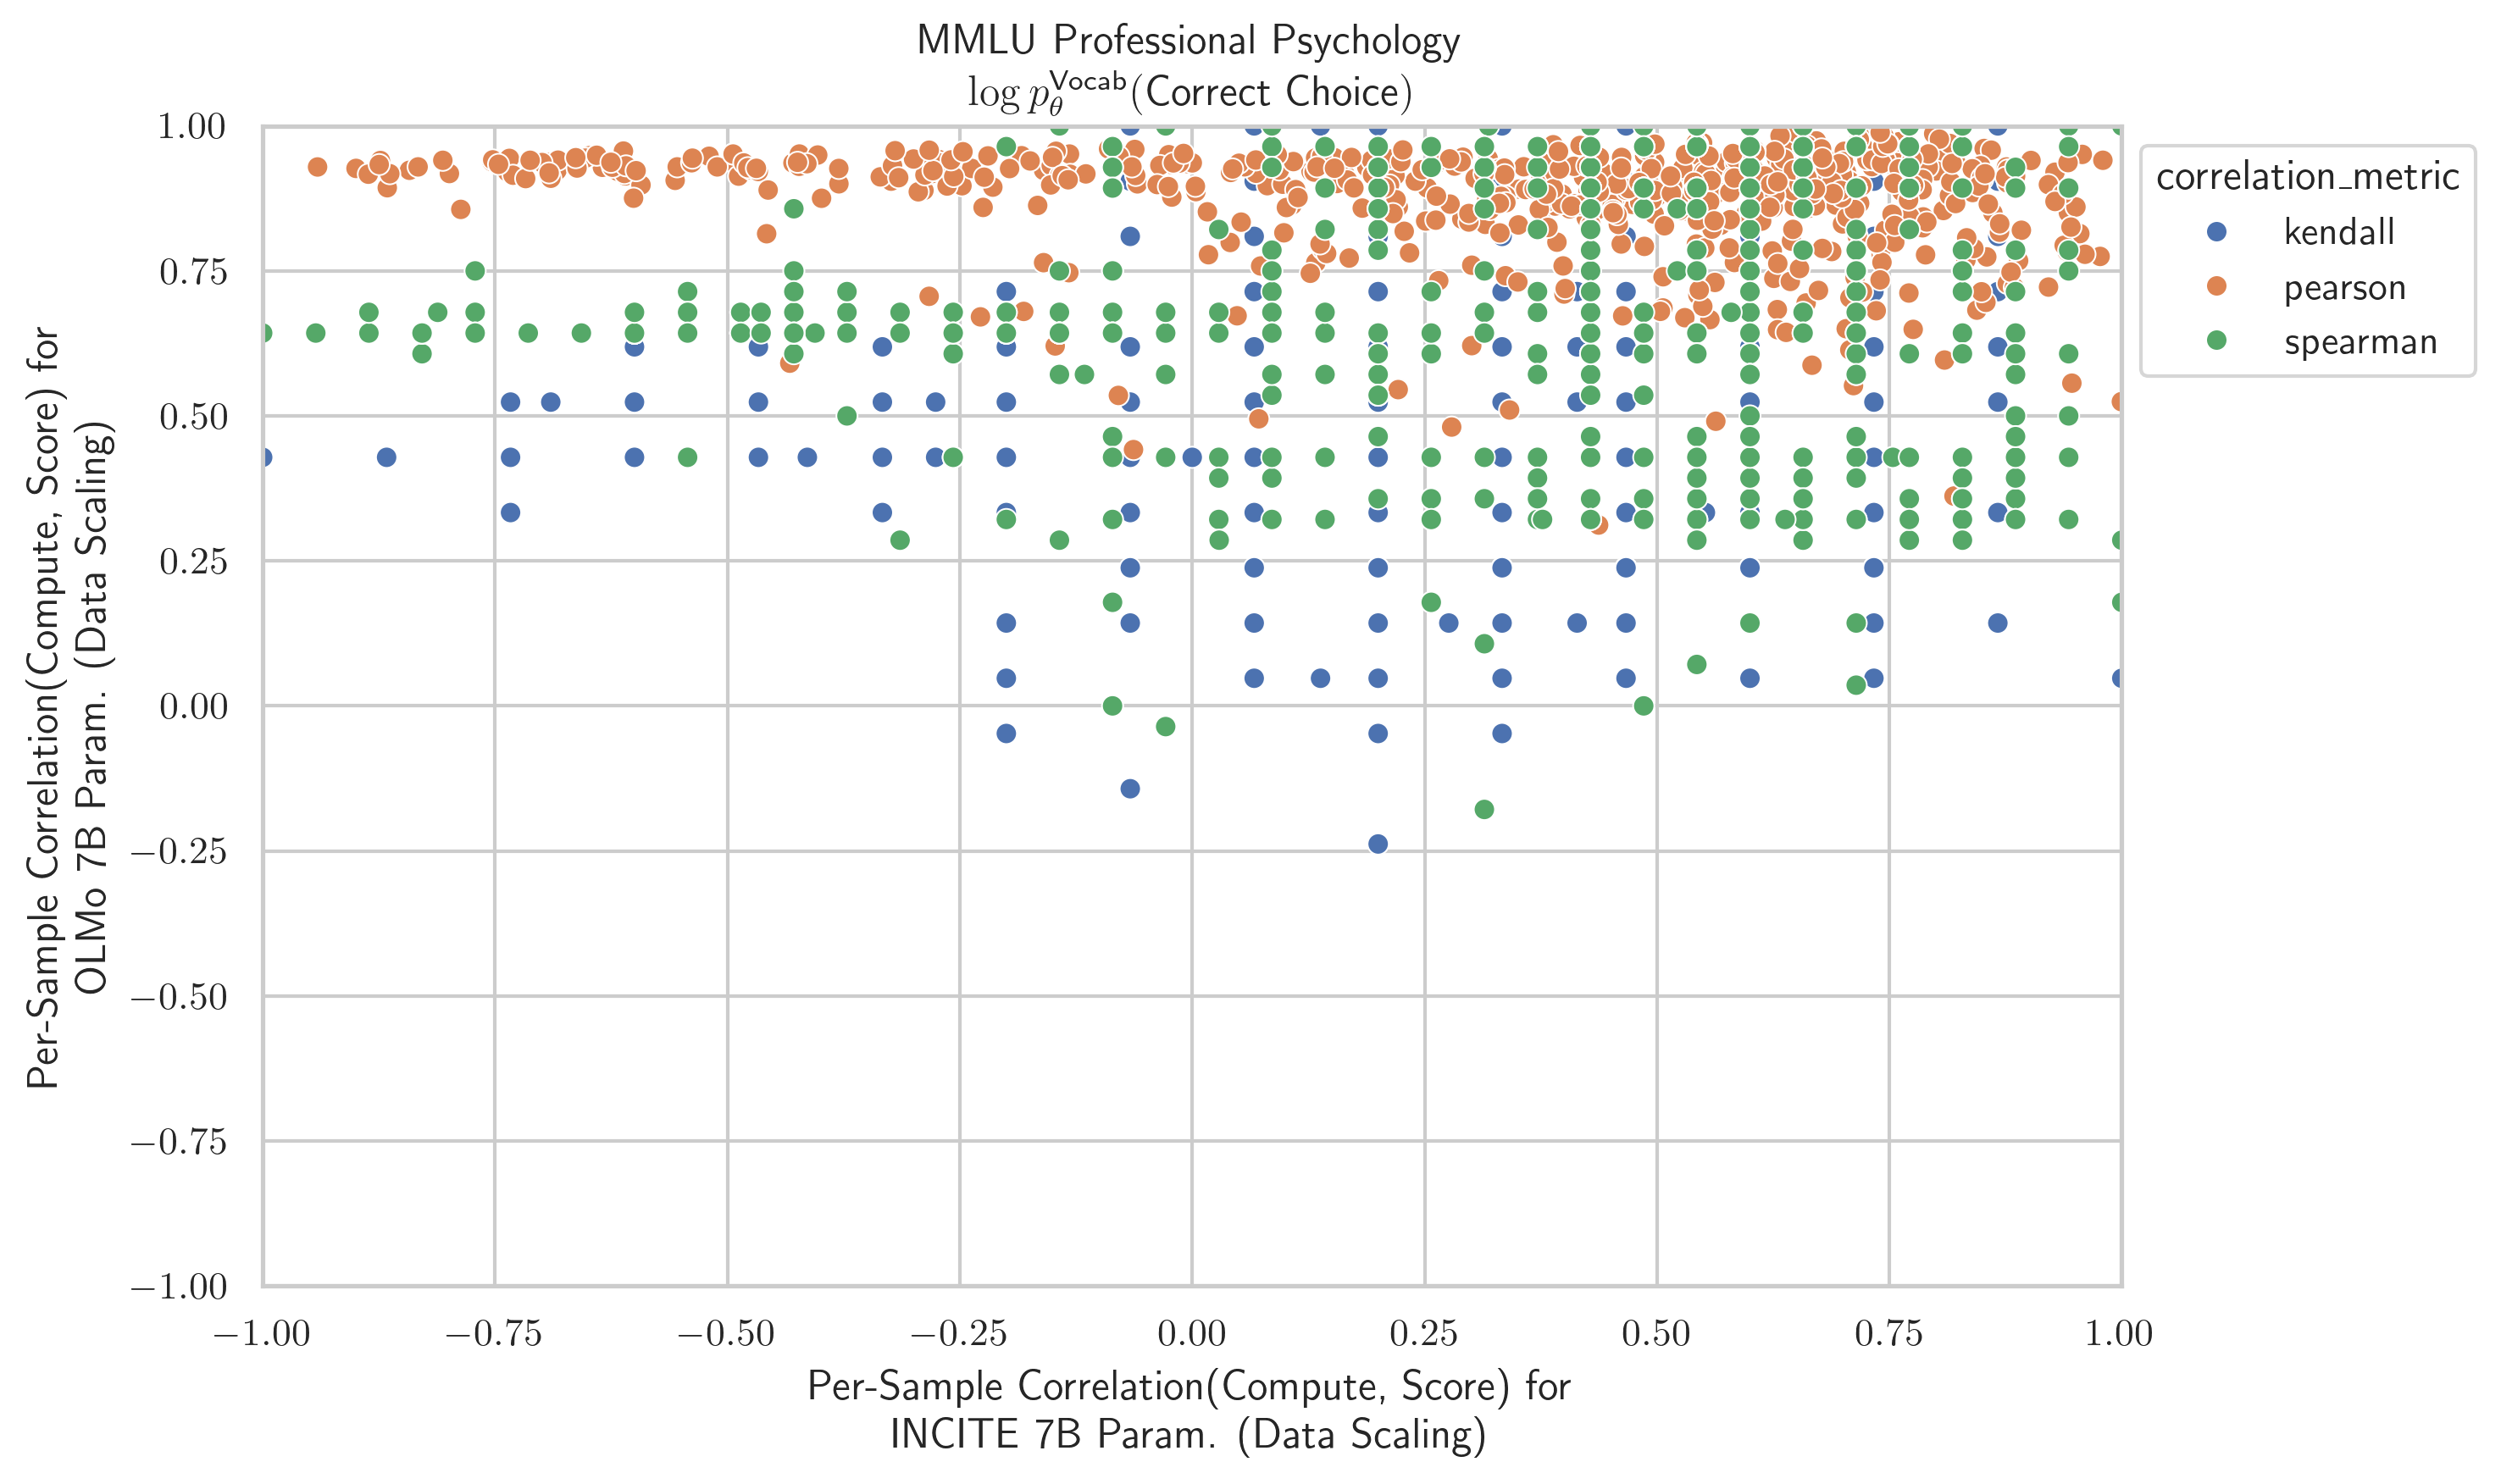 MMLU Professional Psychology
log p_θ^Vocab(Correct Choice)
1.00
0.75
0.50
0.25
0.00
−0.25
−0.50
−0.75
−1.00
Per-Sample Correlation(Compute, Score) for
OLMo 7B Param. (Data Scaling)
−1.00 −0.75 −0.50 −0.25 0.00 0.25 0.50 0.75 1.00
Per-Sample Correlation(Compute, Score) for
INCITE 7B Param. (Data Scaling)
correlation_metric
kendall
pearson
spearman